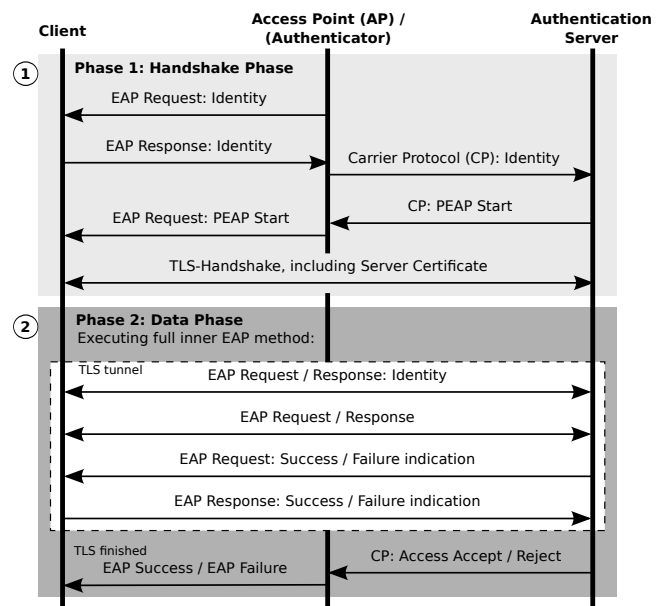 Client
Access Point (AP) /
(Authenticator)
Authentication
Server
1
Phase 1: Handshake Phase
EAP Request: Identity
EAP Response: Identity
Carrier Protocol (CP): Identity
CP: PEAP Start
EAP Request: PEAP Start
TLS-Handshake, including Server Certificate
2
Phase 2: Data Phase
Executing full inner EAP method:
TLS tunnel
EAP Request / Response: Identity
EAP Request / Response
EAP Request: Success / Failure indication
EAP Response: Success / Failure indication
TLS finished
CP: Access Accept / Reject
EAP Success / EAP Failure